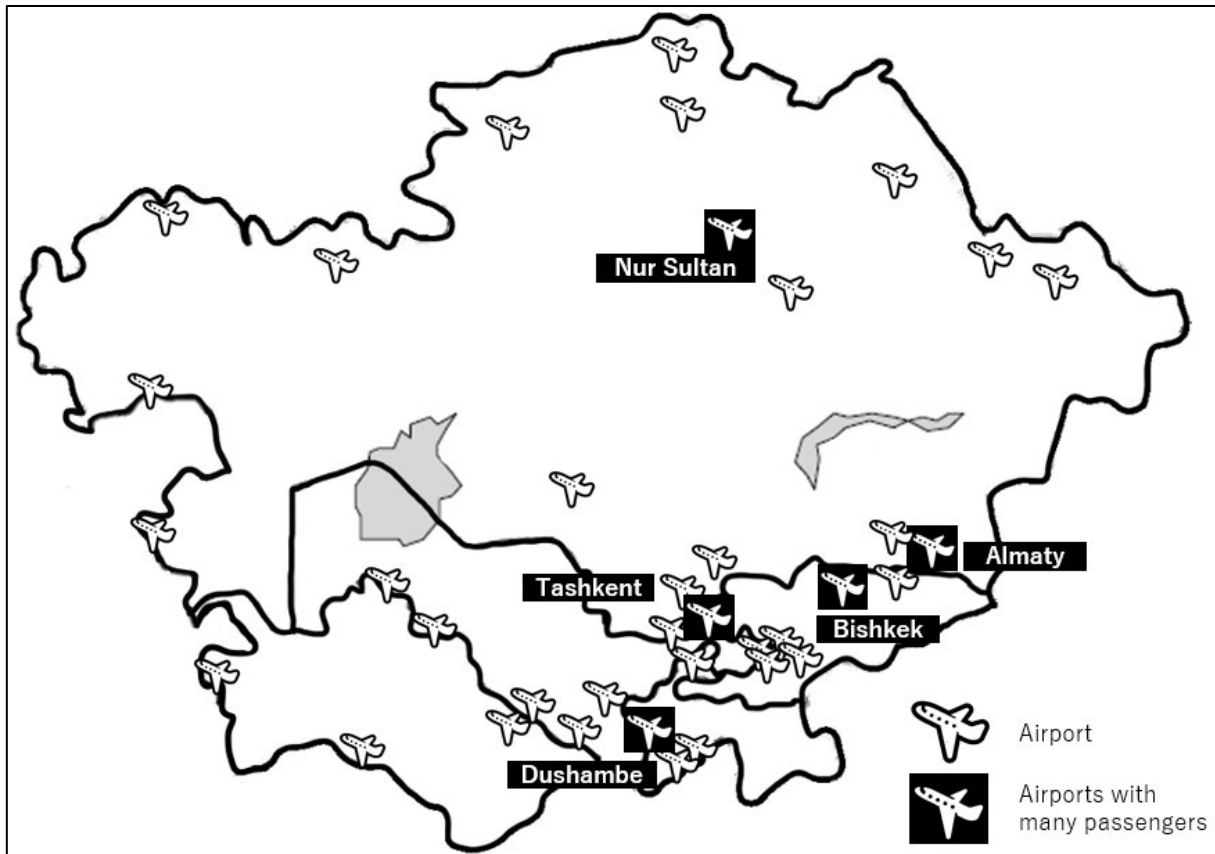 Nur Sultan
Almaty
Tashkent
Bishkek
Dushambe
Airport
Airports with
many passengers